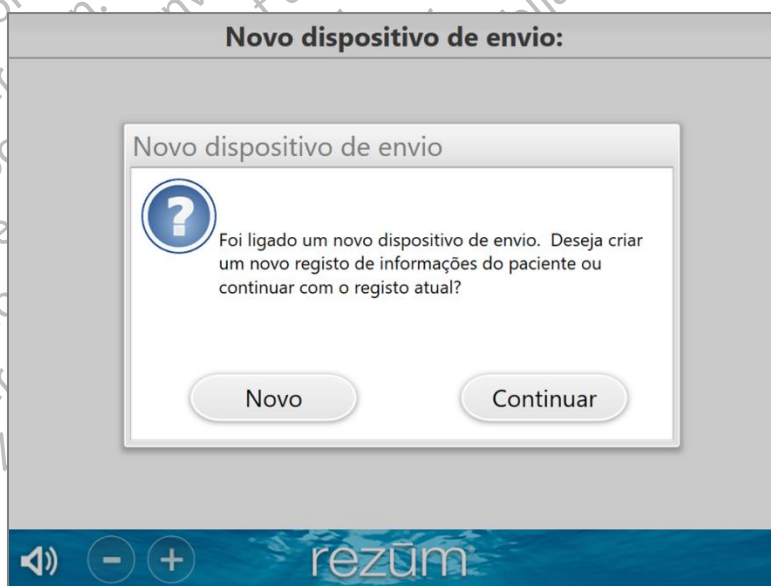 Novo dispositivo de envio:
Novo dispositivo de envio
?
Foi ligado um novo dispositivo de envio. Deseja criar
um novo registo de informações do paciente ou
continuar com o registo atual?
Novo
Continuar
- + rezūm